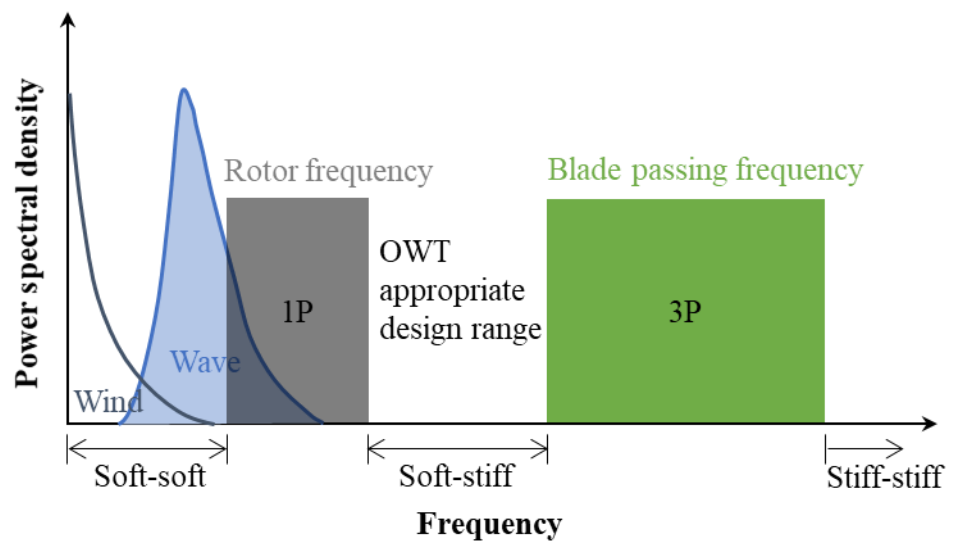 Power spectral density
Rotor frequency
Blade passing frequency
OWT
appropriate
design range
1P
3P
Wave
Wind
Soft-soft
Soft-stiff
Stiff-stiff
Frequency